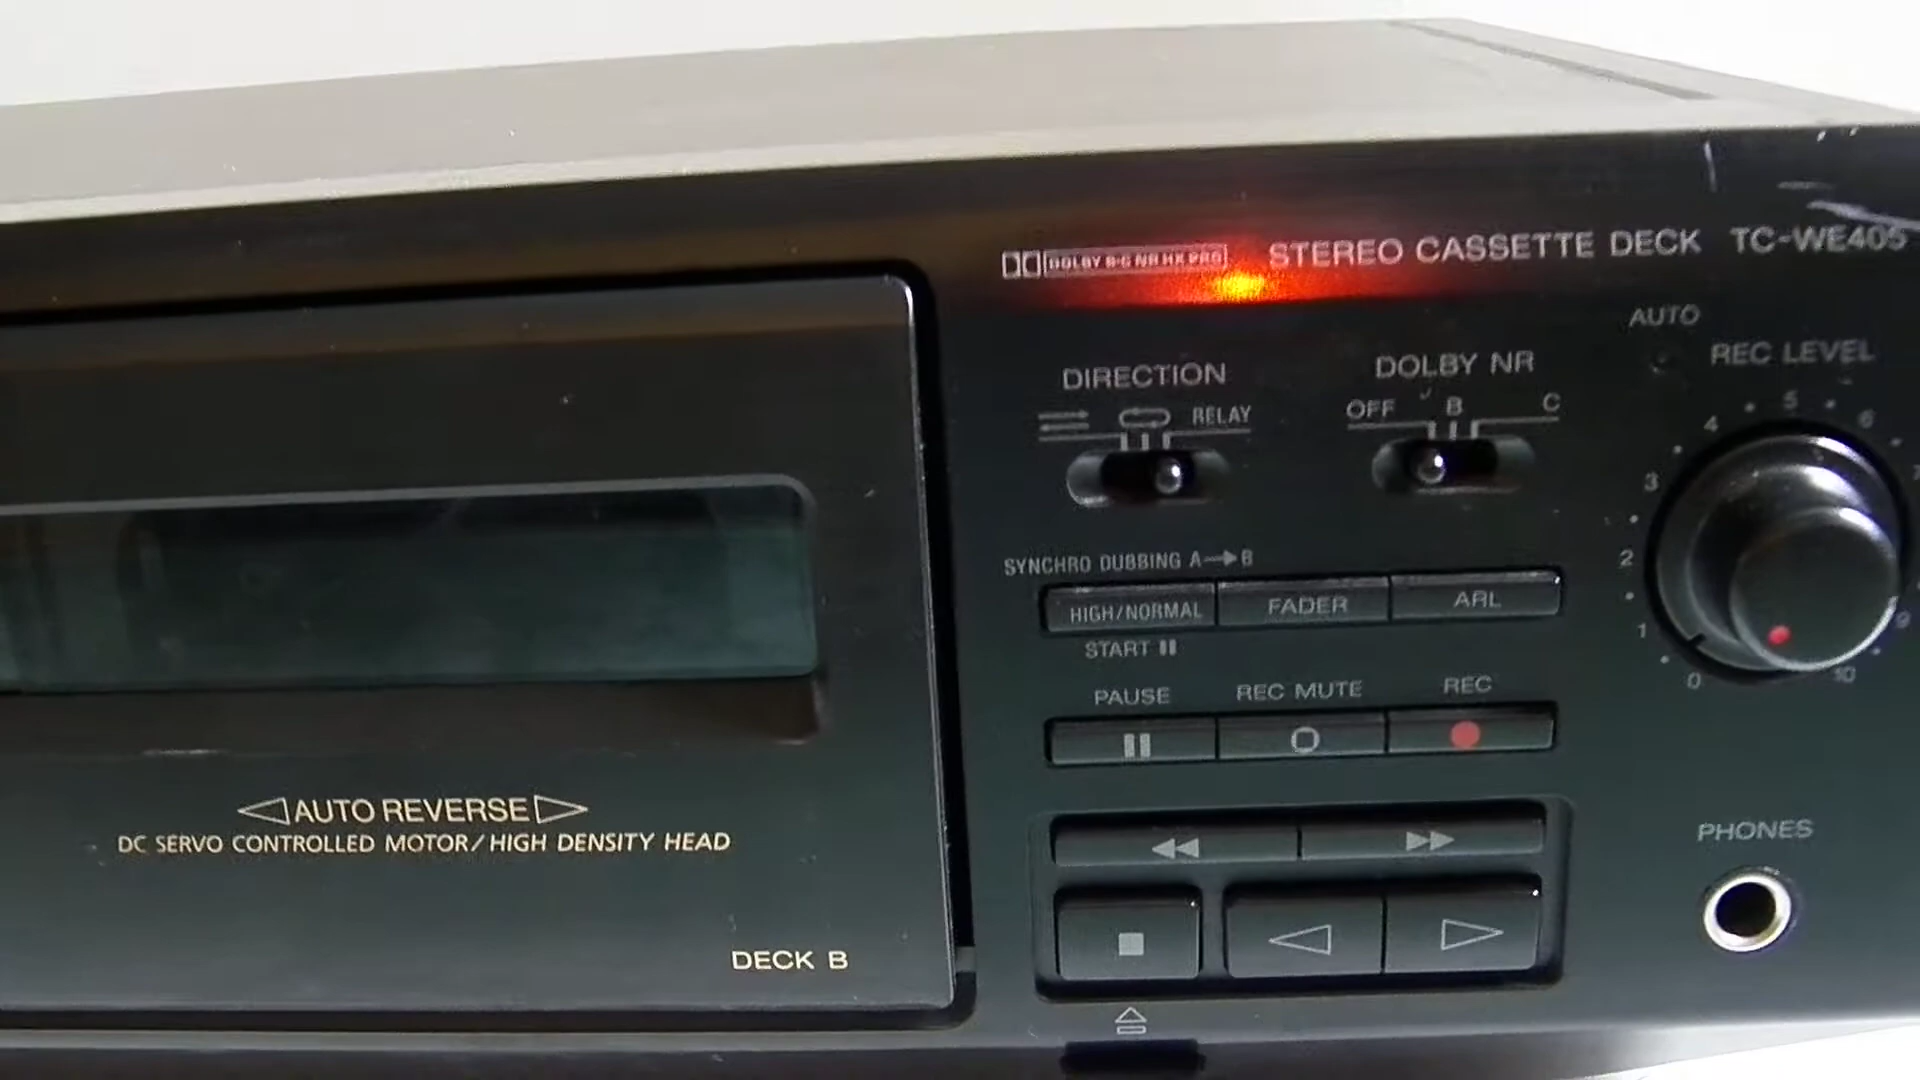 DOLBY B-C NR HX PRO STEREO CASSETTE DECK TC-WE405
AUTO
REC LEVEL
DIRECTION
RELAY
DOLBY NR
OFF B C
0 1 2 3 4 5 6 9 10
SYNCHRO DUBBING A→B
HIGH/NORMAL FADER ARL
START
PAUSE REC MUTE REC
AUTO REVERSE
DC SERVO CONTROLLED MOTOR/HIGH DENSITY HEAD
DECK B
PHONES